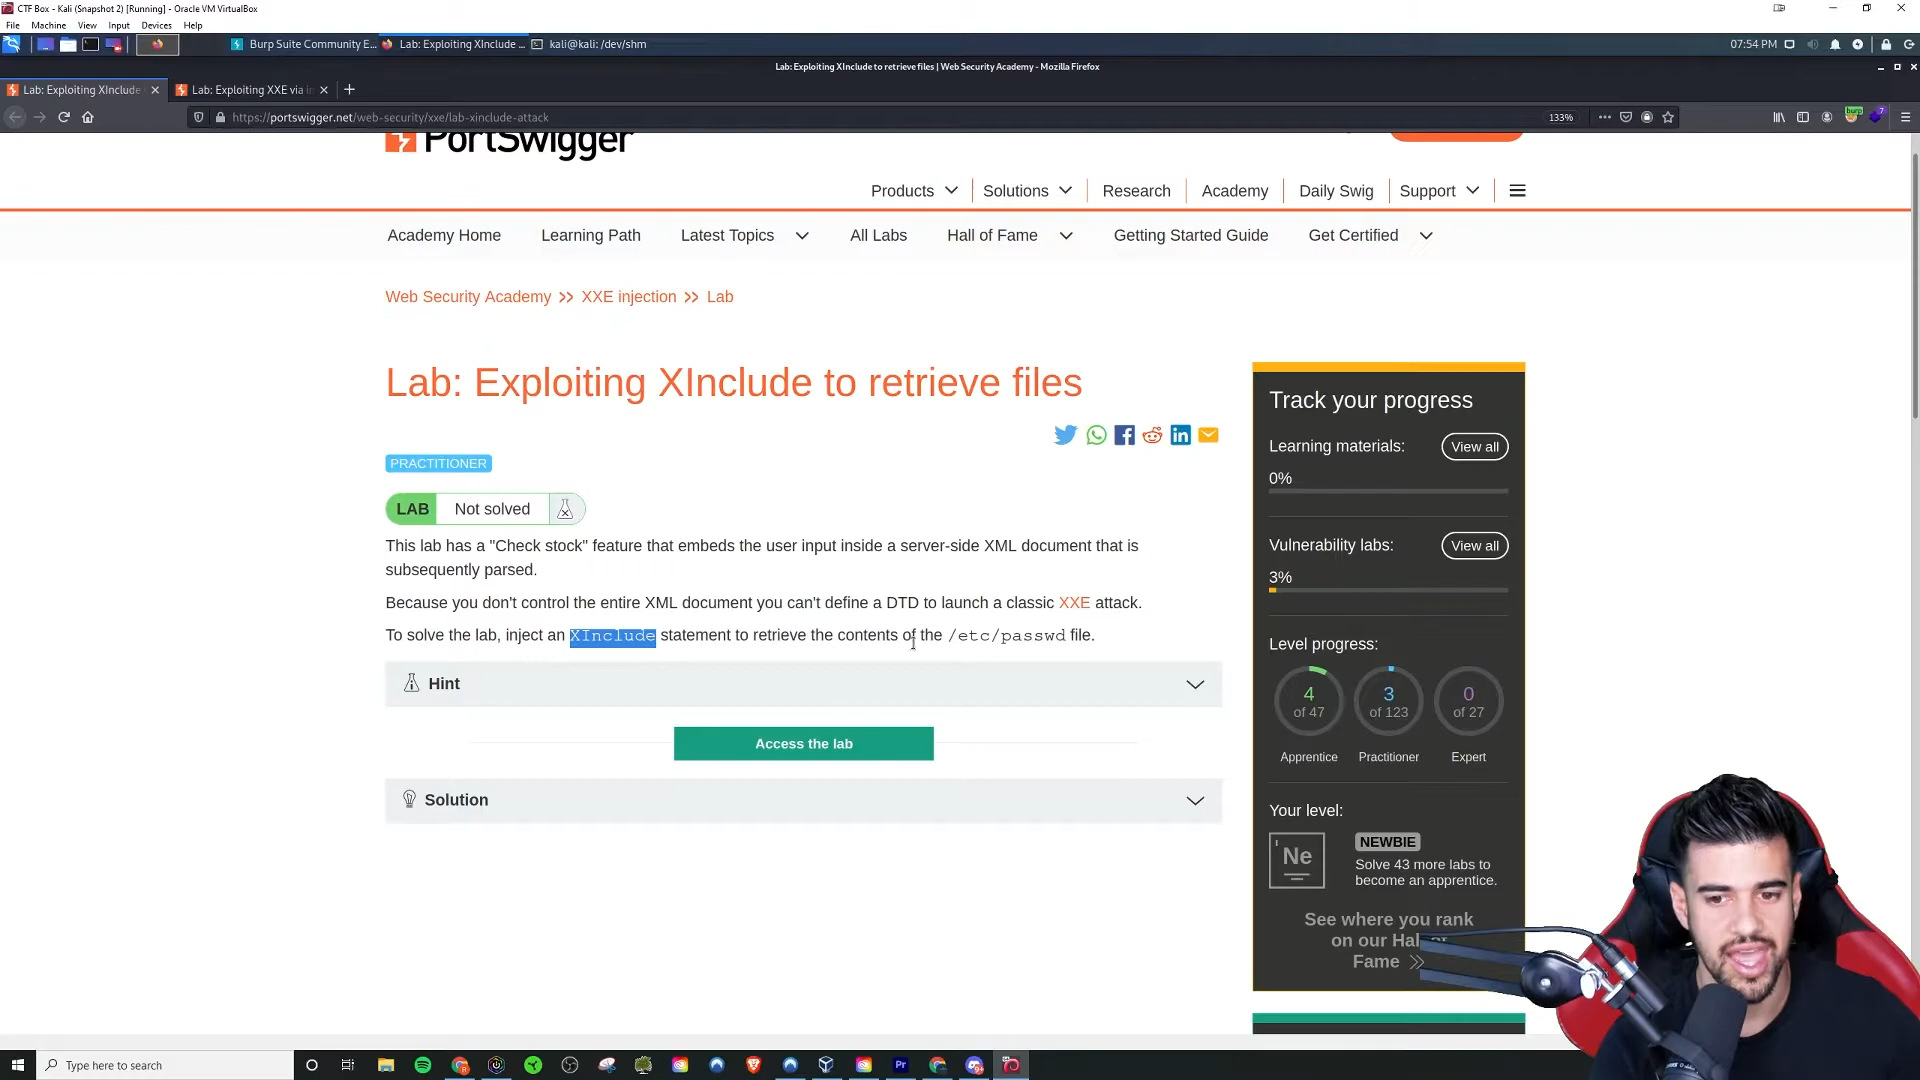 CTF Box - Kali (Snapshot 2) [Running] - Oracle VM VirtualBox
File Machine View Input Devices Help
Burp Suite Community E... Lab: Exploiting XInclude ... kali@kali: /dev/shm 07:54 PM
Lab: Exploiting XInclude to retrieve files | Web Security Academy - Mozilla Firefox
Lab: Exploiting XInclude Lab: Exploiting XXE via i
https://portswigger.net/web-security/xxe/lab-xinclude-attack 133%
PortSwigger
Products Solutions Research Academy Daily Swig Support
Academy Home Learning Path Latest Topics All Labs Hall of Fame Getting Started Guide Get Certified
Web Security Academy >> XXE injection >> Lab
Lab: Exploiting XInclude to retrieve files
PRACTITIONER
LAB Not solved
This lab has a "Check stock" feature that embeds the user input inside a server-side XML document that is
subsequently parsed.
Because you don't control the entire XML document you can't define a DTD to launch a classic XXE attack.
To solve the lab, inject an XInclude statement to retrieve the contents of the /etc/passwd file.
Hint
Access the lab
Solution
Track your progress
Learning materials: View all
0%
Vulnerability labs: View all
3%
Level progress:
4 3 0
of 47 of 123 of 27
Apprentice Practitioner Expert
Your level:
Ne
NEWBIE
Solve 43 more labs to
become an apprentice.
See where you rank
on our Hall of
Fame >>
Type here to search